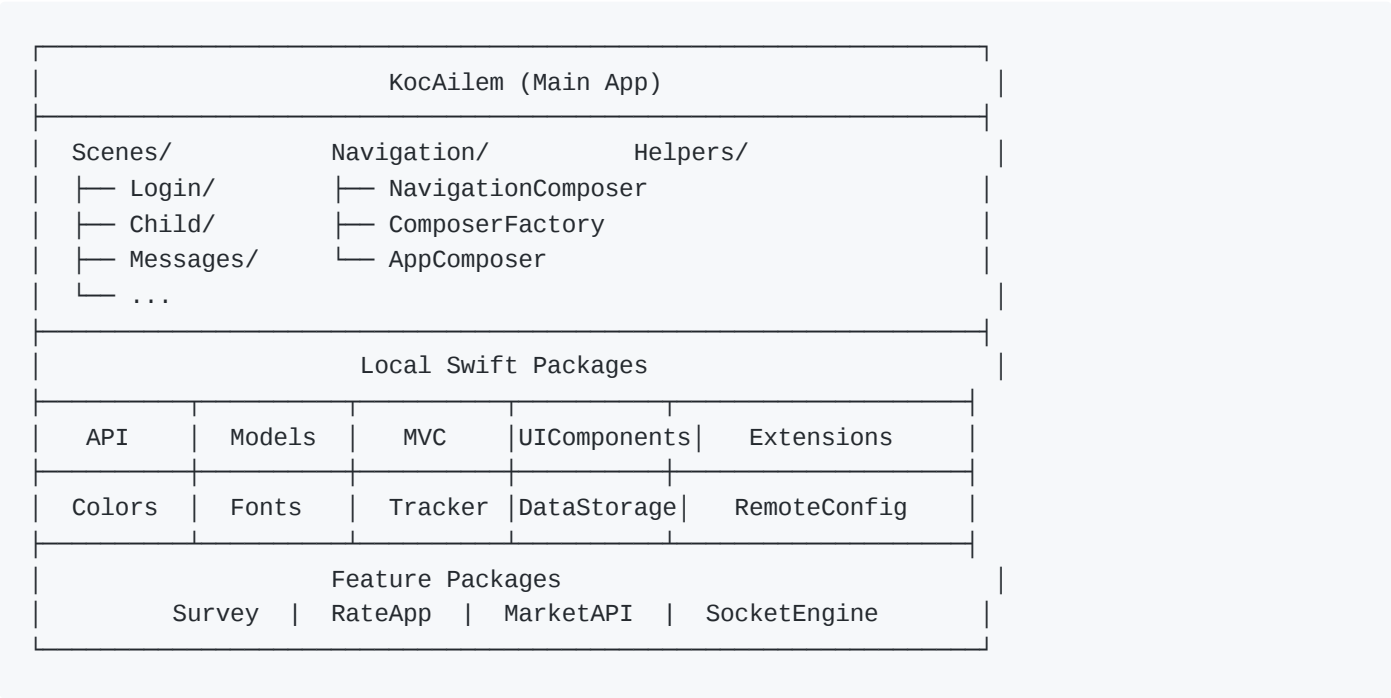 KocAilem (Main App)
Scenes/ Navigation/ Helpers/
├── Login/ ├── NavigationComposer
├── Child/ ├── ComposerFactory
├── Messages/ └── AppComposer
└── ...
Local Swift Packages
API │ Models │ MVC │UIComponents│ Extensions
Colors │ Fonts │ Tracker │DataStorage│ RemoteConfig
Feature Packages
Survey | RateApp | MarketAPI | SocketEngine